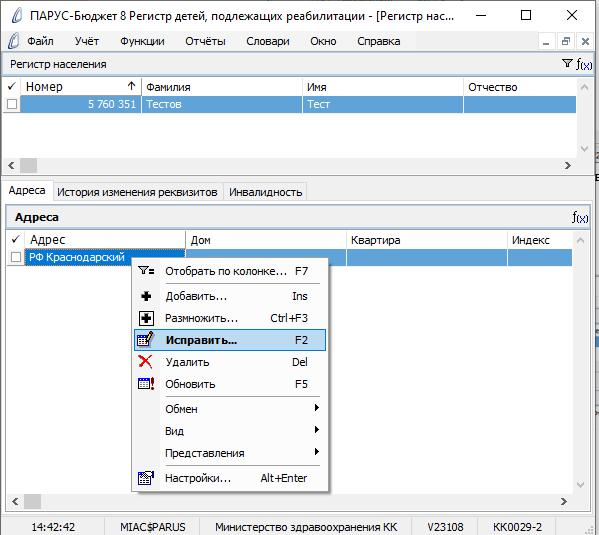 ПАРУС-Бюджет 8 Регистр детей, подлежащих реабилитации - [Регистр нас...
Файл Учёт Функции Отчёты Словари Окно Справка
Регистр населения
Номер Фамилия Имя Отчество
5 760 351 Тестов Тест
Адреса История изменения реквизитов Инвалидность
Адреса
Адрес Дом Квартира Индекс
РФ Краснодарский
Отобрать по колонке... F7
Добавить... Ins
Размножить... Ctrl+F3
Исправить... F2
Удалить Del
Обновить F5
Обмен
Вид
Представления
Настройки... Alt+Enter
14:42:42 MIAC$PARUS Министерство здравоохранения КК V23108 КК0029-2